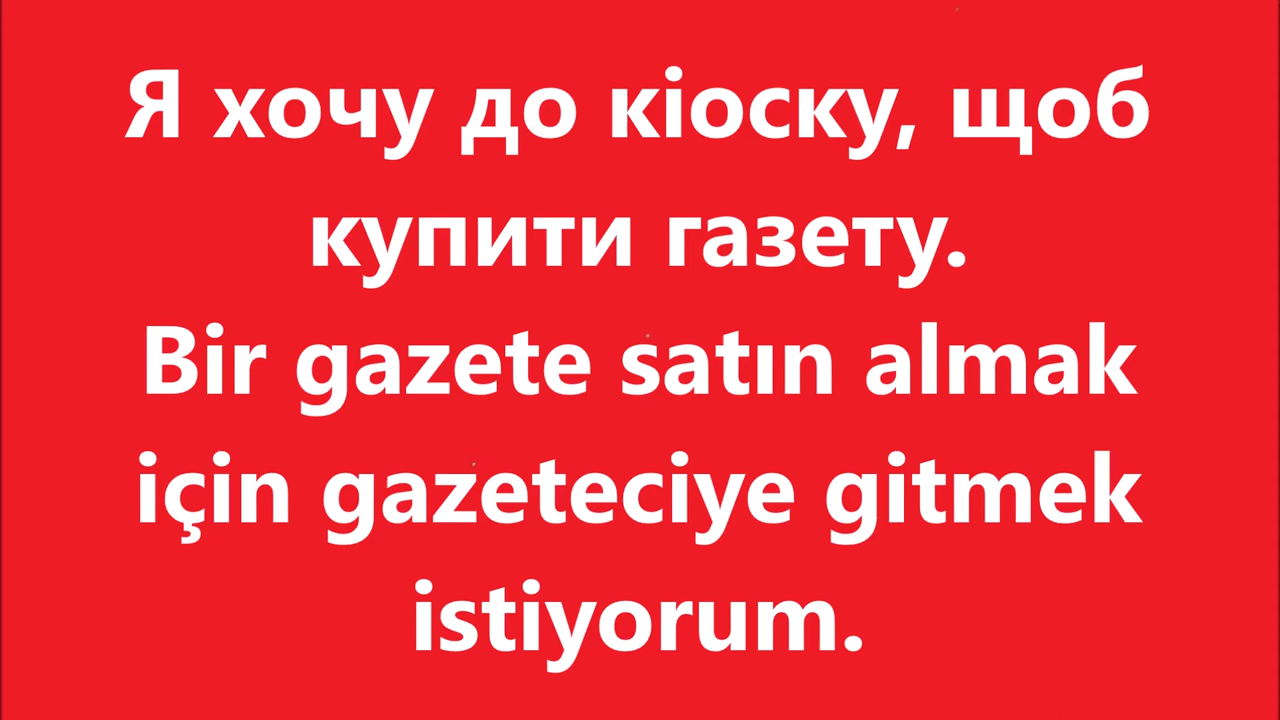 Я хочу до кіоску, щоб
купити газету.
Bir gazete satın almak
için gazeteciye gitmek
istiyorum.